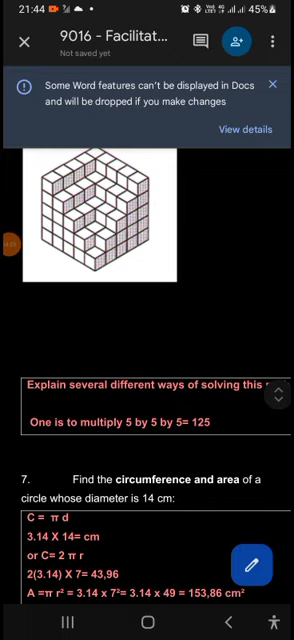 21:44
45%
9016 - Facilitat...
Not saved yet
Some Word features can't be displayed in Docs
and will be dropped if you make changes
View details
Explain several different ways of solving this
One is to multiply 5 by 5 by 5= 125
7. Find the circumference and area of a
circle whose diameter is 14 cm:
C = π d
3.14 X 14= cm
or C= 2 π r
2(3.14) X 7= 43,96
A =π r² = 3.14 x 7²= 3.14 x 49 = 153,86 cm²